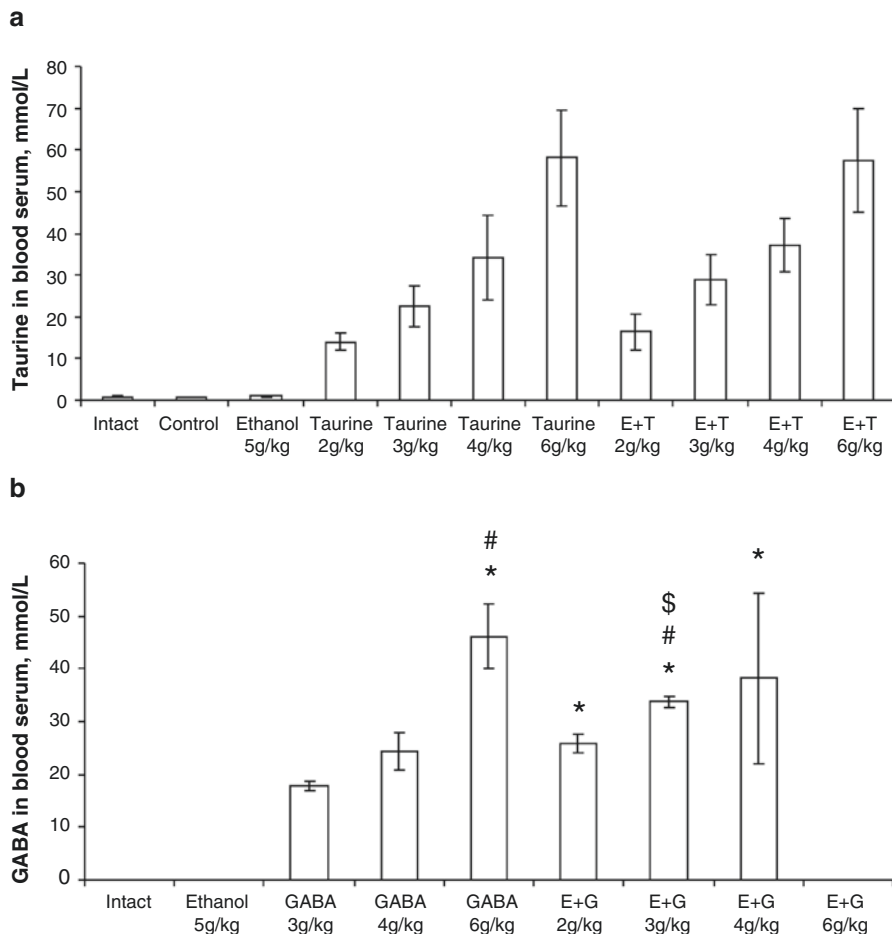 a
Taurine in blood serum, mmol/L
80
70
60
50
40
30
20
10
0
Intact Control Ethanol Taurine Taurine Taurine Taurine E+T E+T E+T E+T
5g/kg 2g/kg 3g/kg 4g/kg 6g/kg 2g/kg 3g/kg 4g/kg 6g/kg
b
GABA in blood serum, mmol/L
60
50
40
30
20
10
0
#
*
*
$
#
*
*
Intact Ethanol GABA GABA GABA E+G E+G E+G E+G
5g/kg 3g/kg 4g/kg 6g/kg 2g/kg 3g/kg 4g/kg 6g/kg